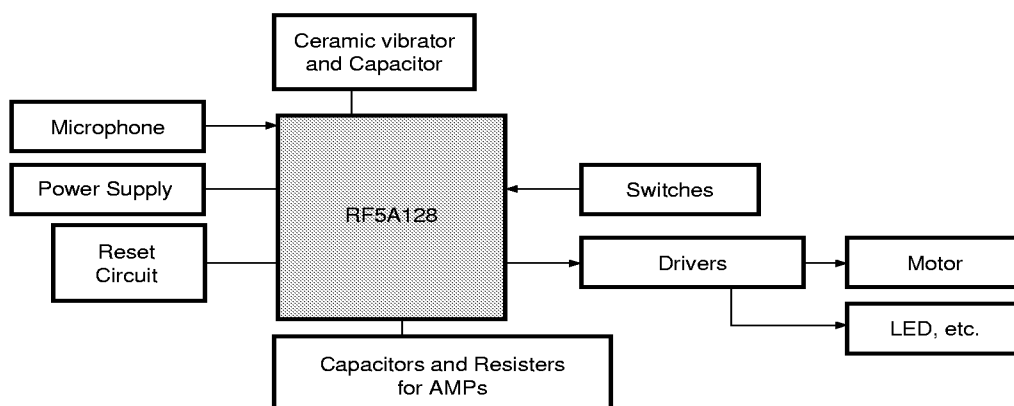 Ceramic vibrator
and Capacitor
Microphone
Power Supply
Reset
Circuit
RF5A128
Switches
Drivers
Motor
LED, etc.
Capacitors and Resisters
for AMPs